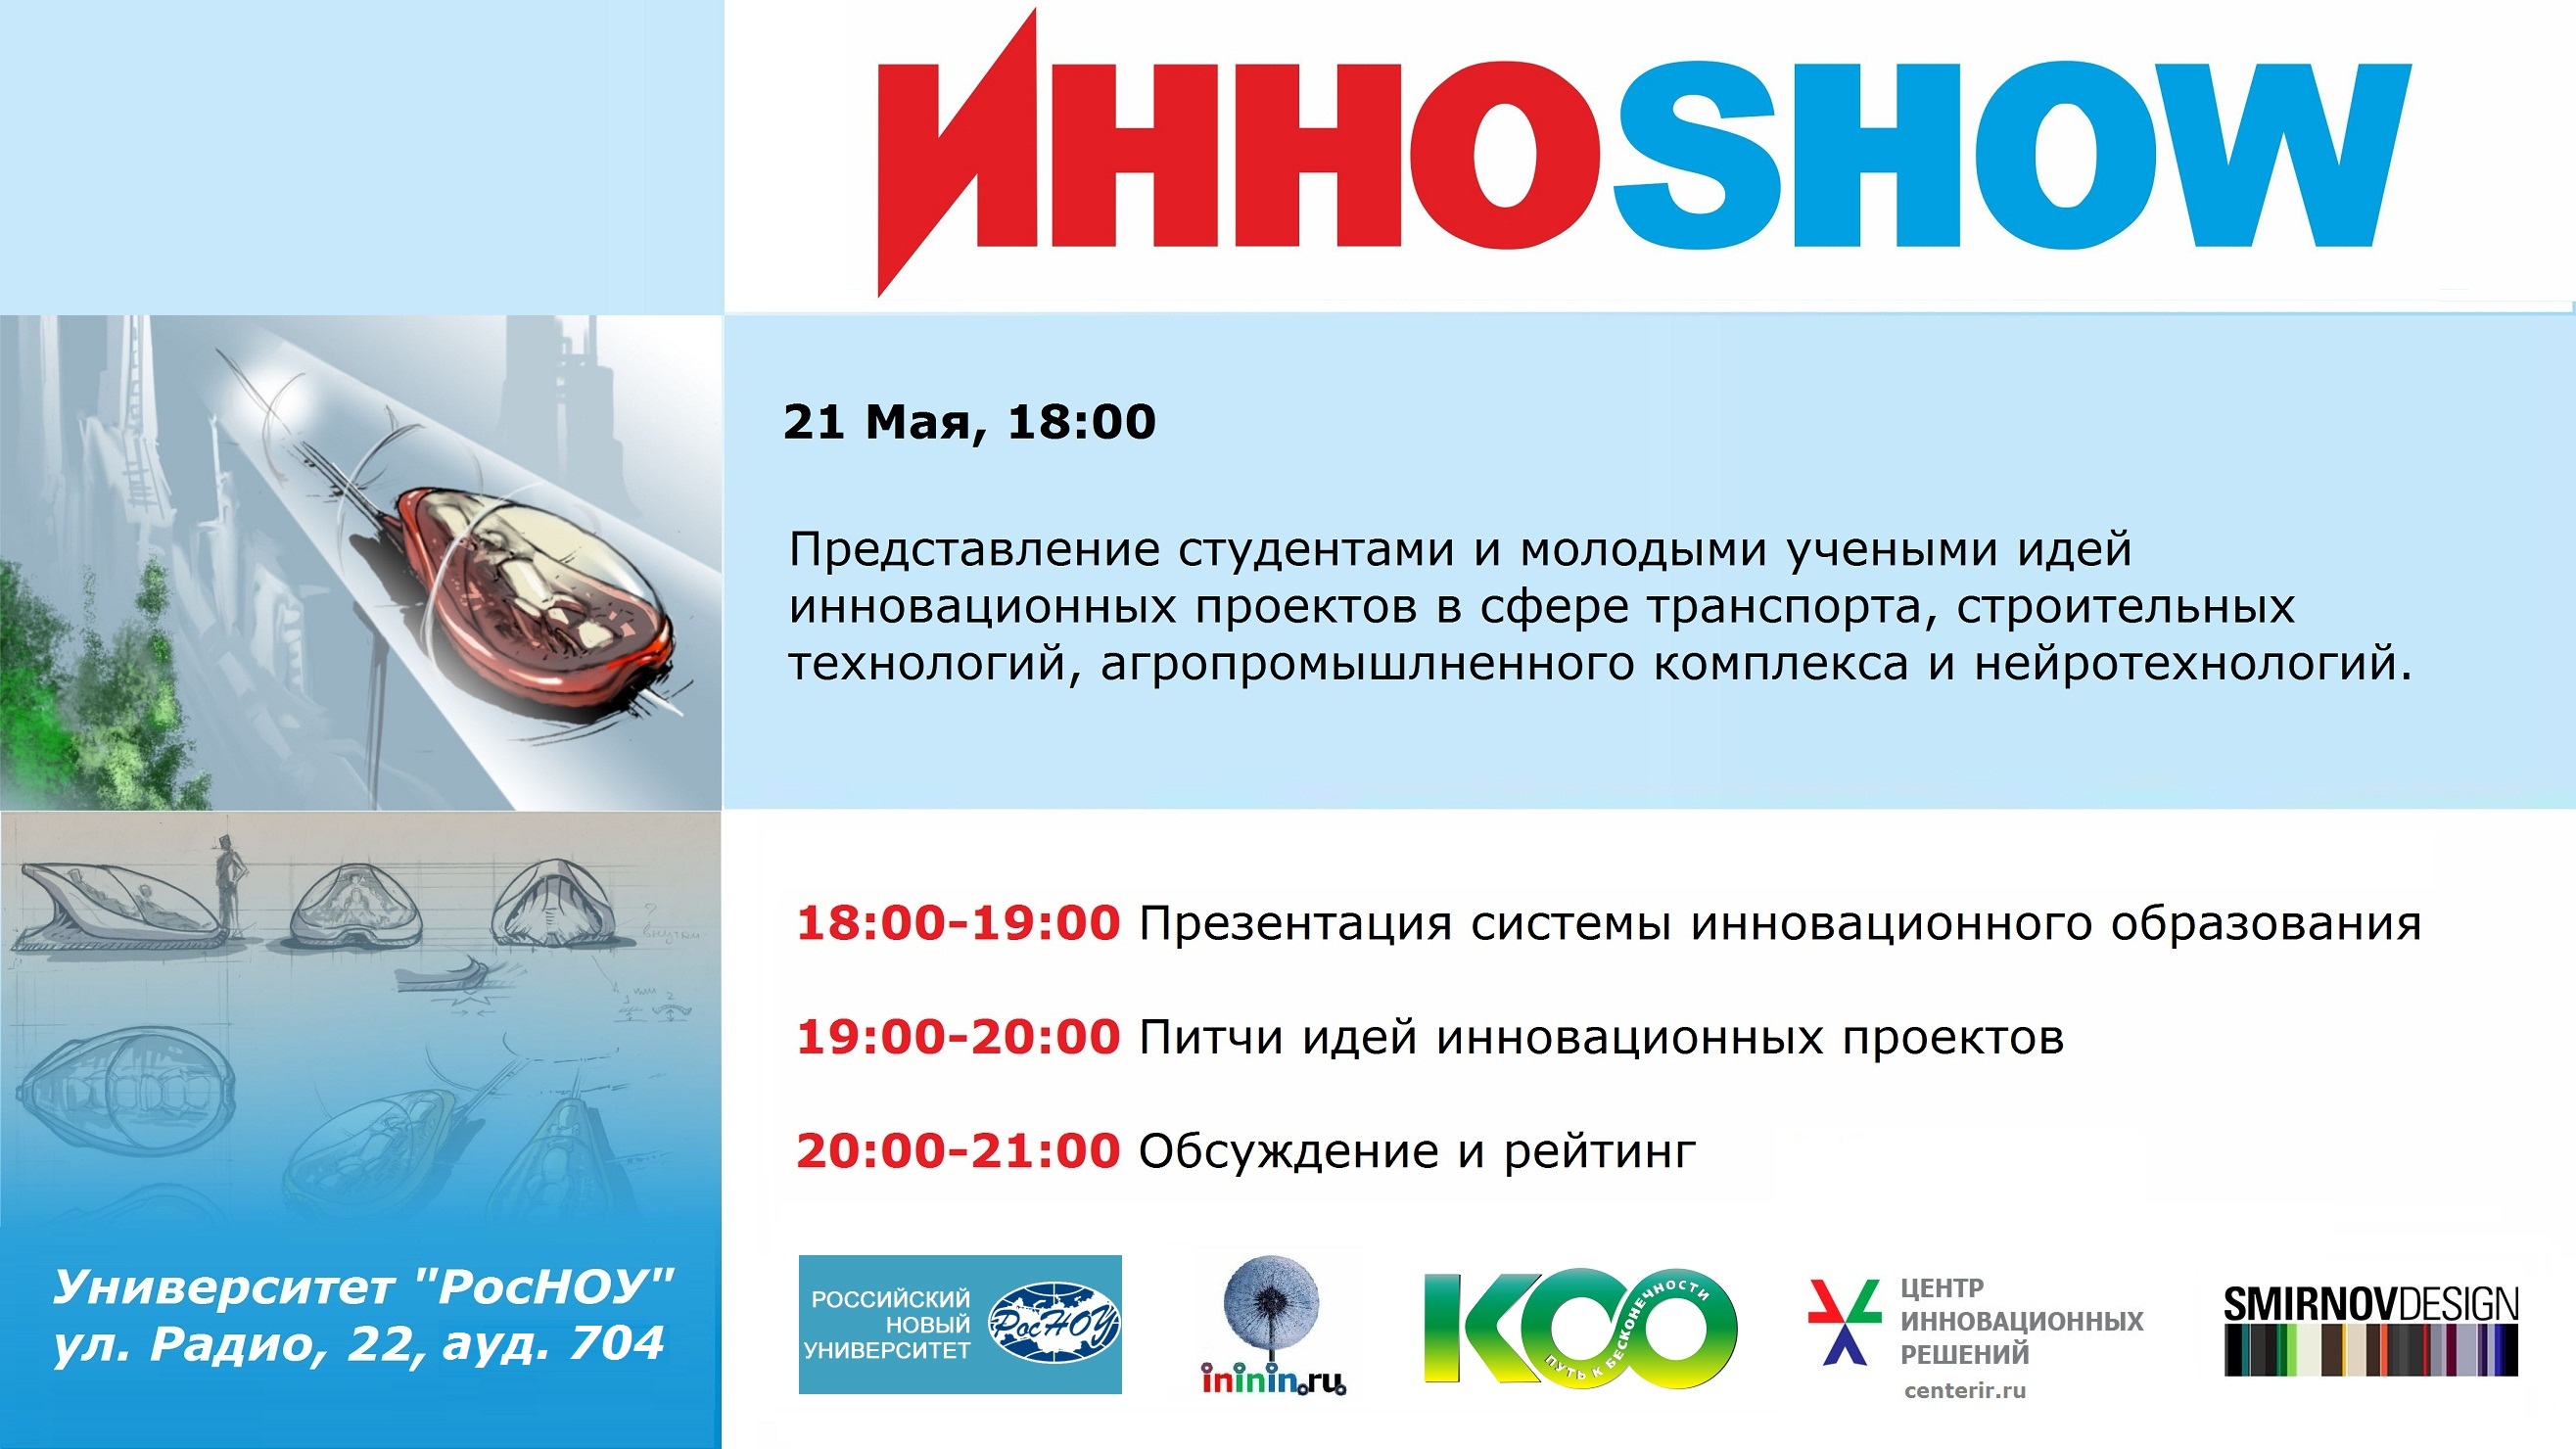 ИННОSHOW
21 Мая, 18:00
Представление студентами и молодыми учеными идей
инновационных проектов в сфере транспорта, строительных
технологий, агропромышлненного комплекса и нейротехнологий.
18:00-19:00 Презентация системы инновационного образования
19:00-20:00 Питчи идей инновационных проектов
20:00-21:00 Обсуждение и рейтинг
Университет "РосНОУ"
ул. Радио, 22, ауд. 704
РОССИЙСКИЙ
НОВЫЙ
УНИВЕРСИТЕТ
РосНОУ
ininin.ru
КОО
ПУТЬ К БЕСКОНЕЧНОСТИ
ЦЕНТР
ИННОВАЦИОННЫХ
РЕШЕНИЙ
centerir.ru
SMIRNOVDESIGN